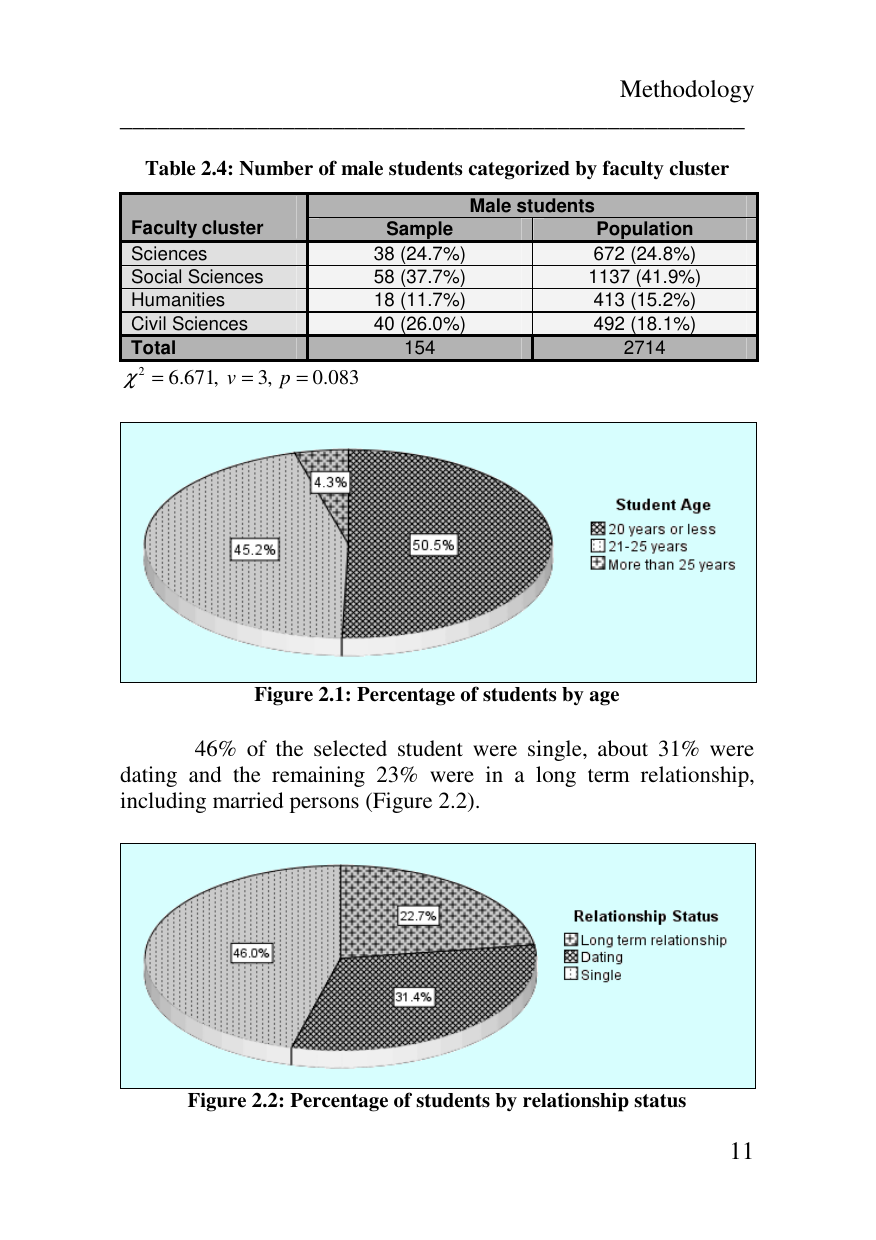 Methodology
Table 2.4: Number of male students categorized by faculty cluster
Male students
Faculty cluster Sample Population
Sciences 38 (24.7%) 672 (24.8%)
Social Sciences 58 (37.7%) 1137 (41.9%)
Humanities 18 (11.7%) 413 (15.2%)
Civil Sciences 40 (26.0%) 492 (18.1%)
Total 154 2714
χ² = 6.671, v = 3, p = 0.083
4.3%
45.2%
50.5%
Student Age
20 years or less
21-25 years
More than 25 years
Figure 2.1: Percentage of students by age
46% of the selected student were single, about 31% were
dating and the remaining 23% were in a long term relationship,
including married persons (Figure 2.2).
22.7%
46.0%
31.4%
Relationship Status
Long term relationship
Dating
Single
Figure 2.2: Percentage of students by relationship status
11